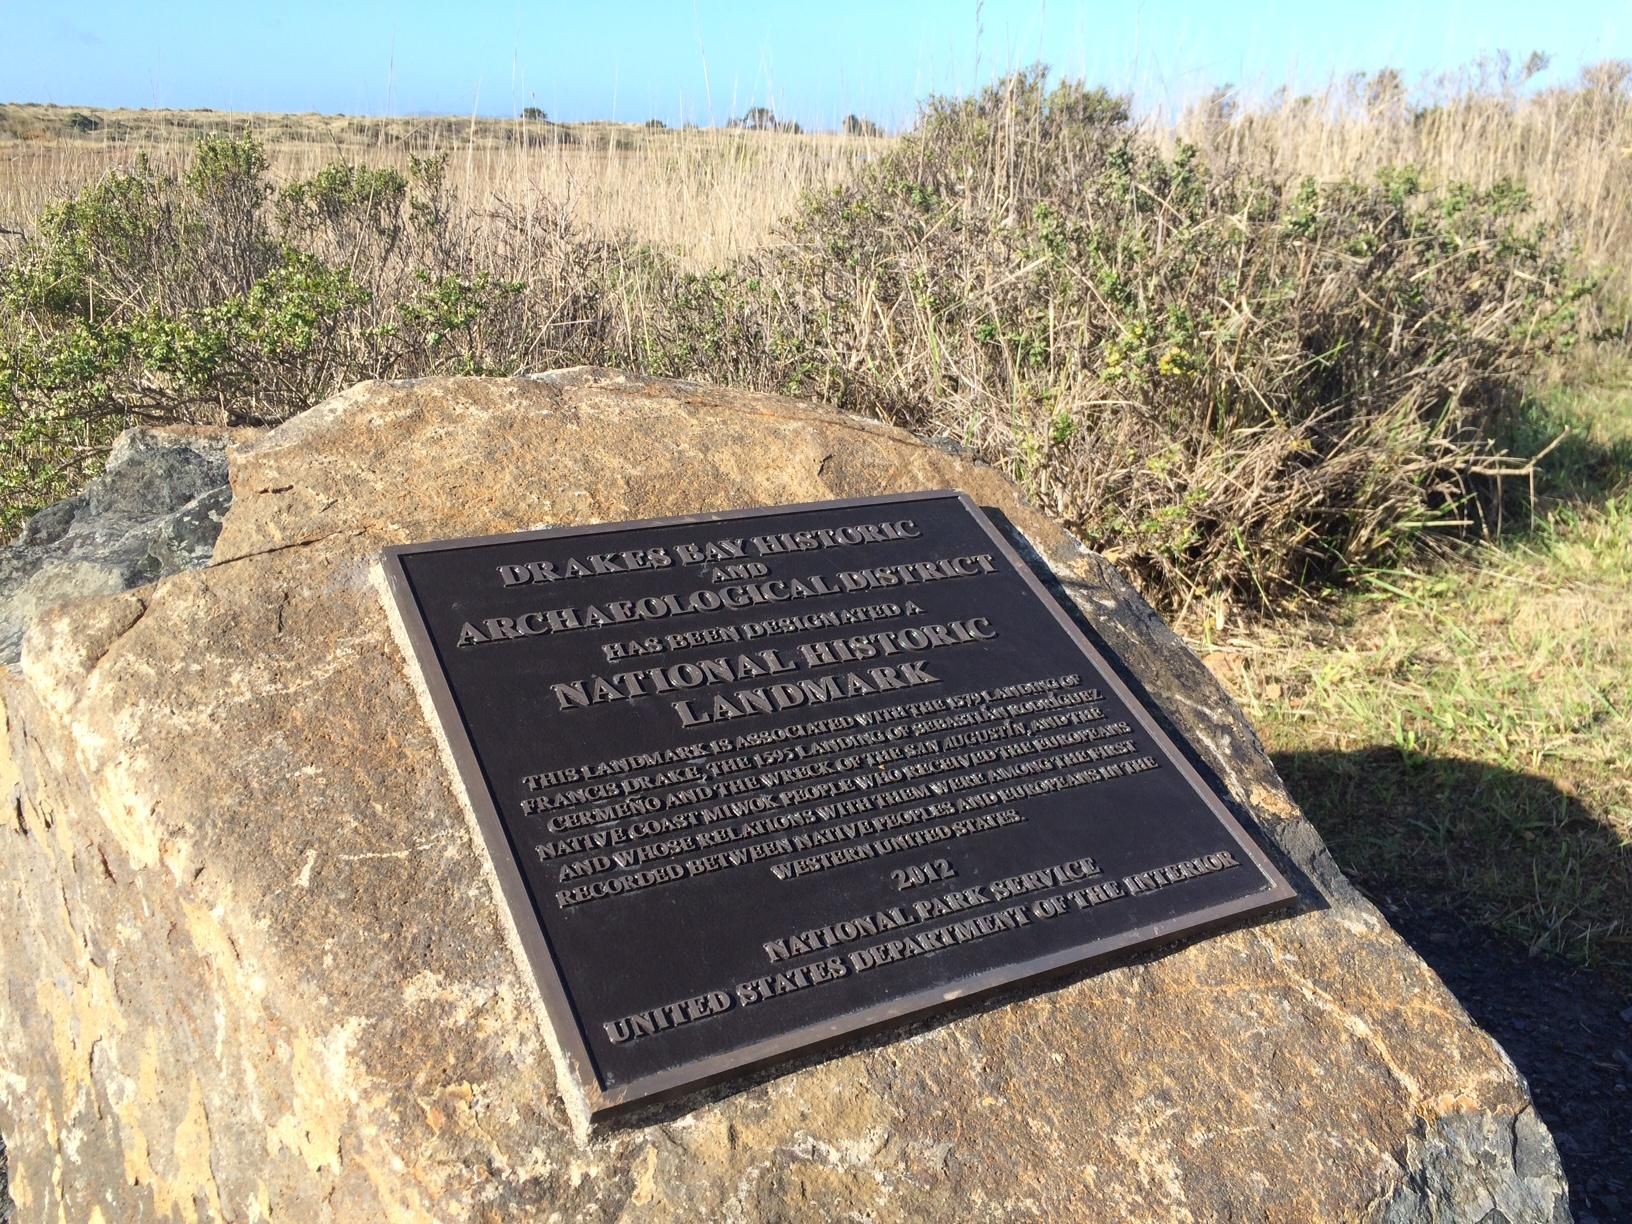 DRAKES BAY HISTORIC
AND
ARCHAEOLOGICAL DISTRICT
HAS BEEN DESIGNATED A
NATIONAL HISTORIC
LANDMARK
THIS LANDMARK IS ASSOCIATED WITH THE 1579 LANDING OF
FRANCIS DRAKE, THE 1595 LANDING OF SEBASTIÁN RODRÍGUEZ
CERMEÑO AND THE WRECK OF THE SAN AGUSTÍN, AND THE
NATIVE COAST MIWOK PEOPLE WHO RECEIVED THE EUROPEANS
AND WHOSE RELATIONS WITH THEM WERE AMONG THE FIRST
RECORDED BETWEEN NATIVE PEOPLES AND EUROPEANS IN THE
WESTERN UNITED STATES.
2012
NATIONAL PARK SERVICE
UNITED STATES DEPARTMENT OF THE INTERIOR